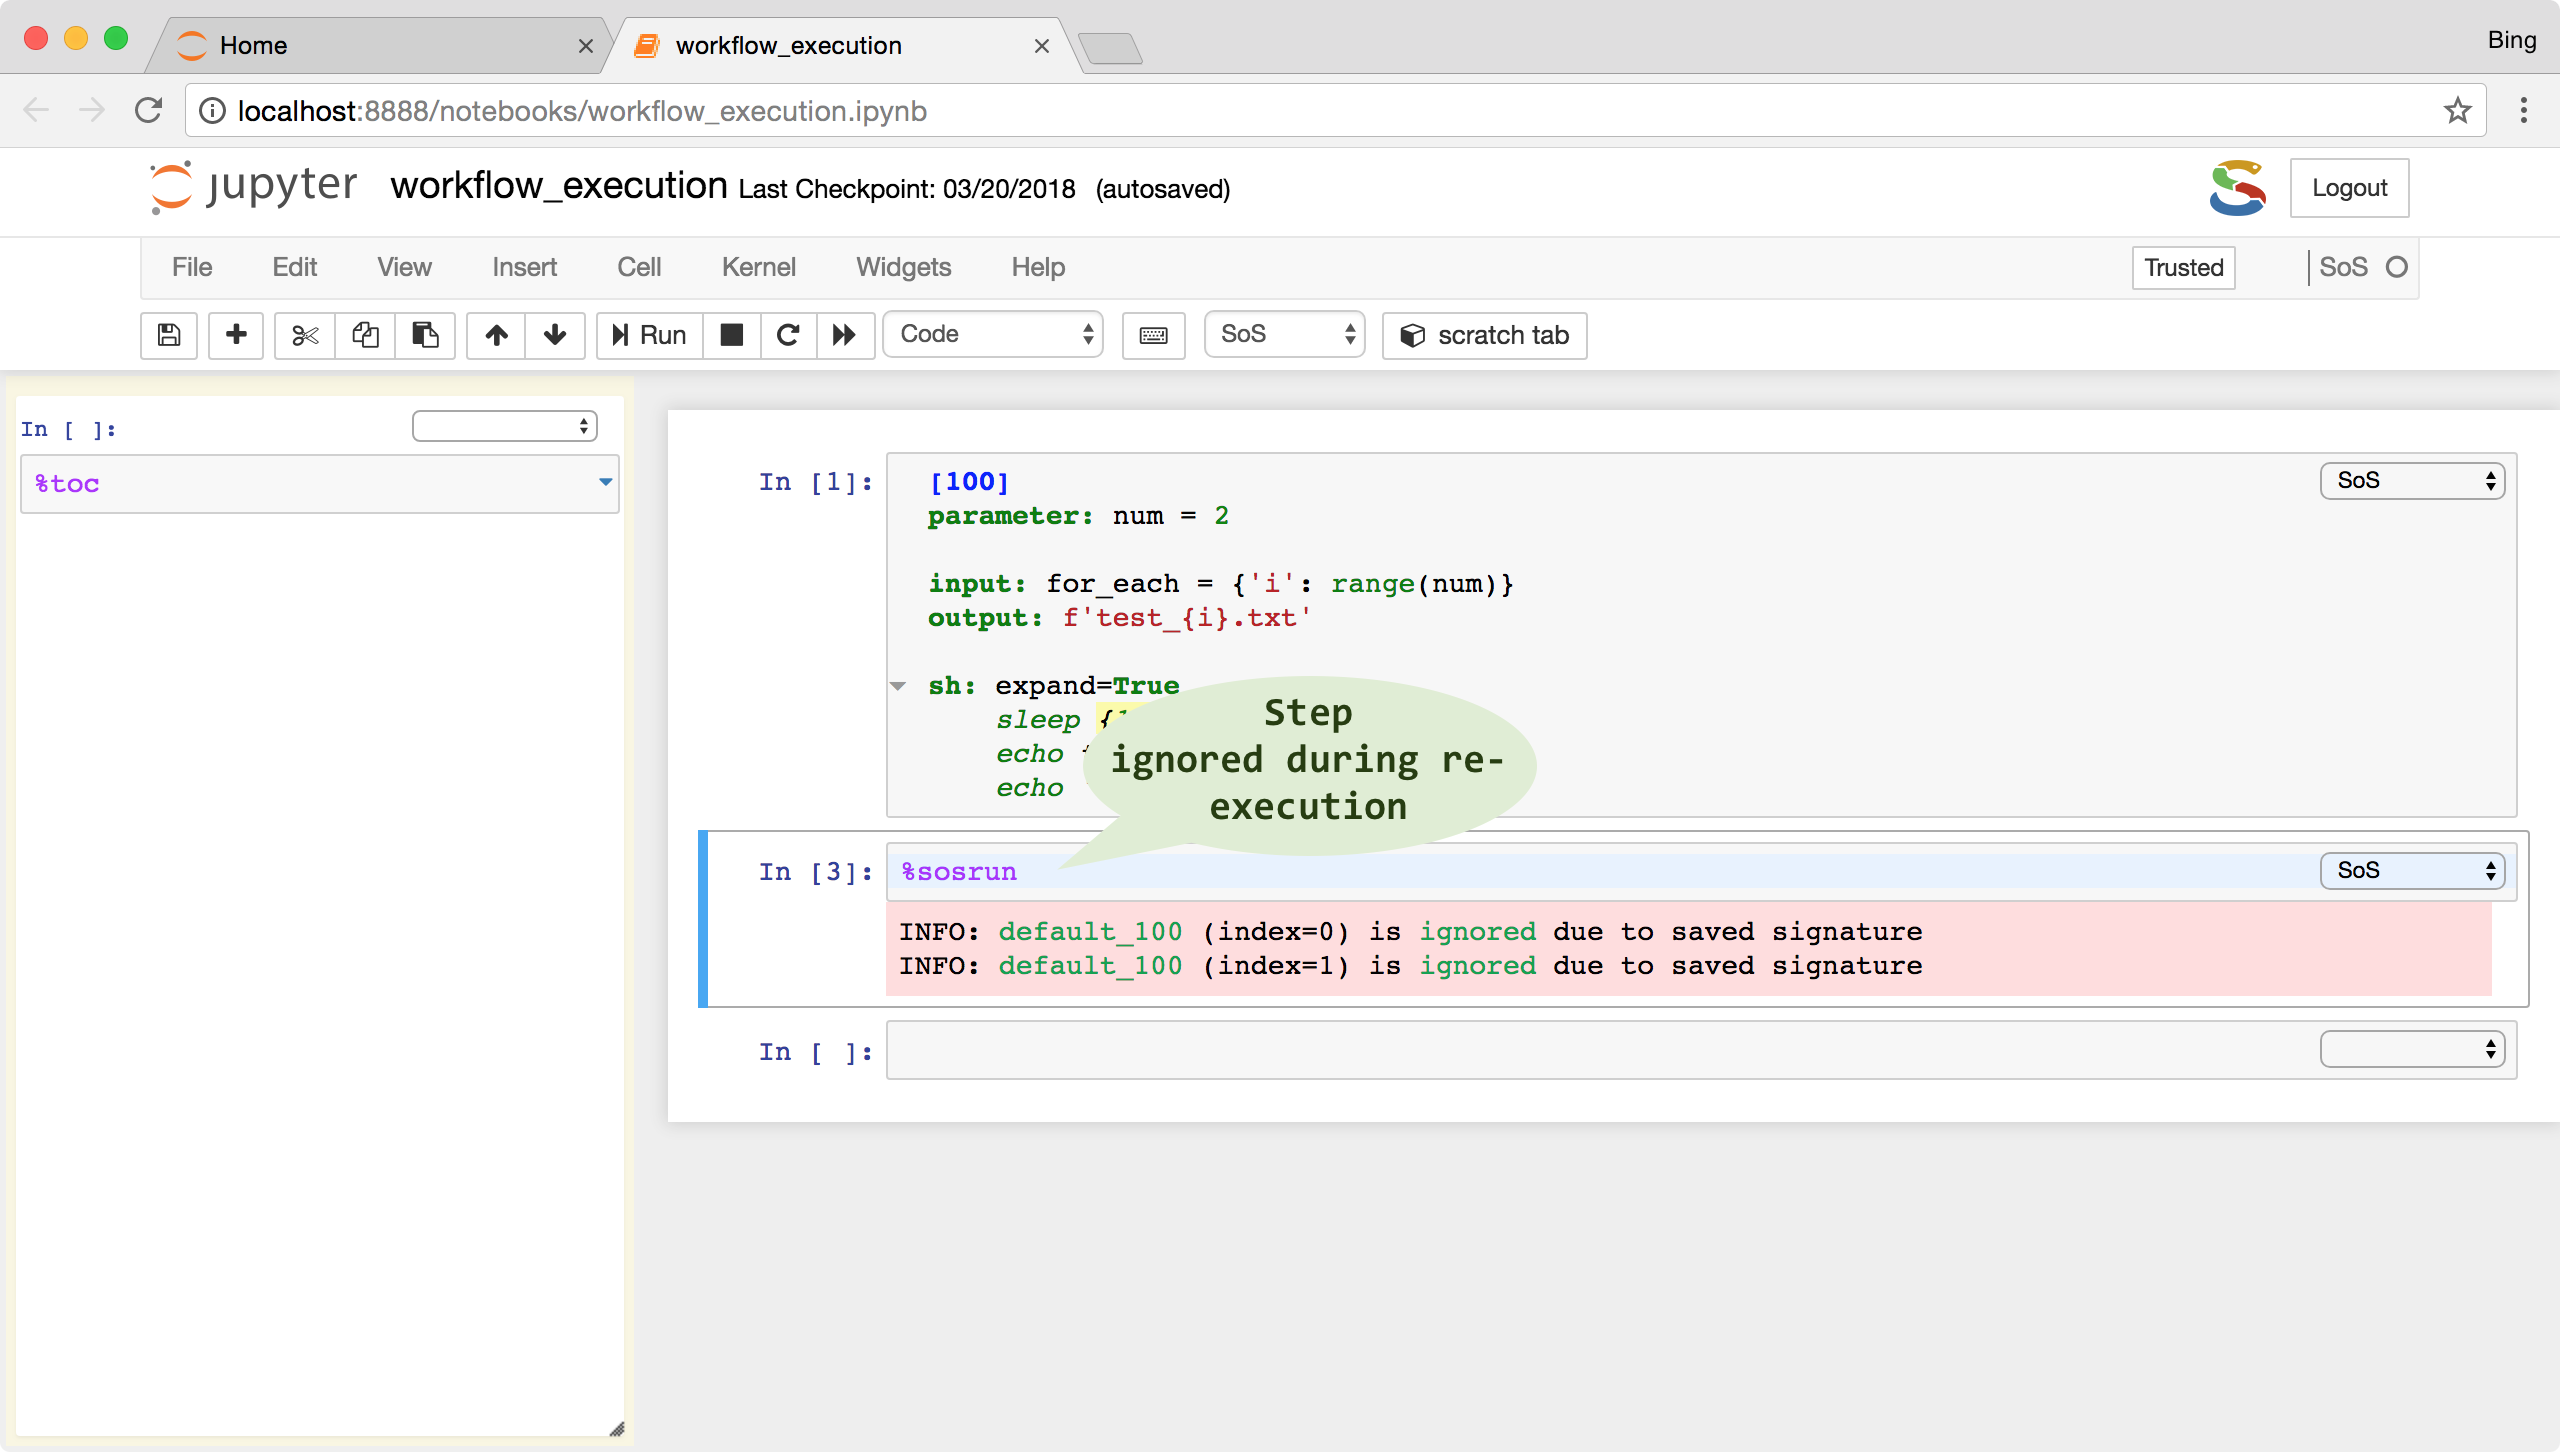 Home
workflow_execution
Bing
localhost:8888/notebooks/workflow_execution.ipynb
jupyter workflow_execution Last Checkpoint: 03/20/2018 (autosaved)
Logout
File Edit View Insert Cell Kernel Widgets Help Trusted SoS
Run Code SoS scratch tab
In [ ]:
%toc
In [1]:
[100]
SoS
parameter: num = 2
input: for_each = {'i': range(num)}
output: f'test_{i}.txt'
sh: expand=True
sleep
echo
echo
Step
ignored during re-
execution
In [3]:
%sosrun
SoS
INFO: default_100 (index=0) is ignored due to saved signature
INFO: default_100 (index=1) is ignored due to saved signature
In [ ]: